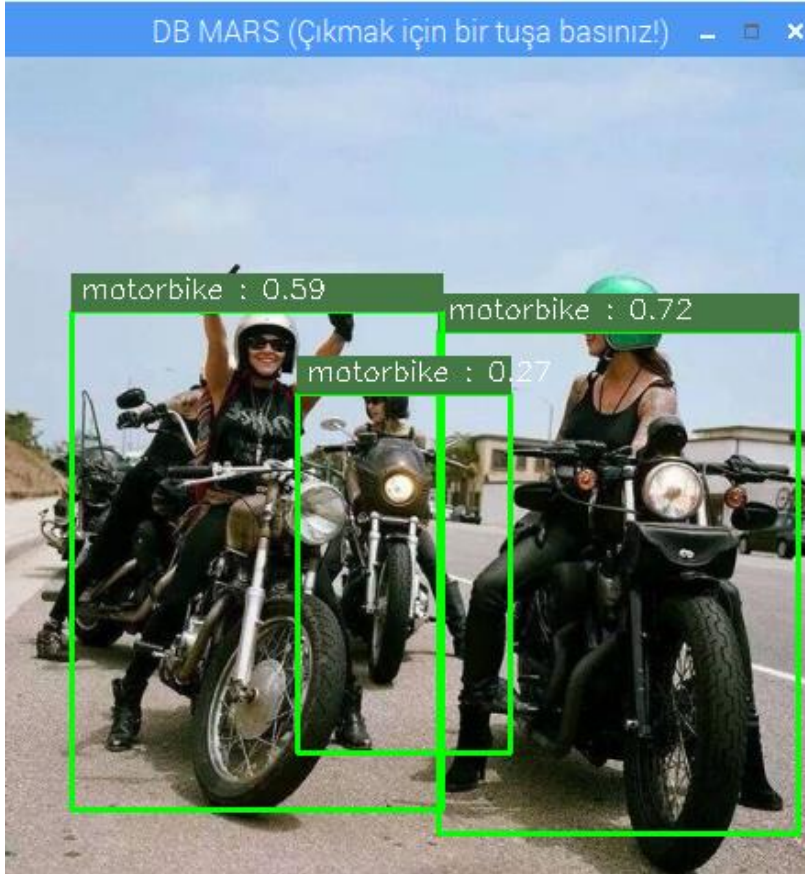 DB MARS (Çıkmak için bir tuşa basınız!)
motorbike : 0.59
motorbike : 0.72
motorbike : 0.27